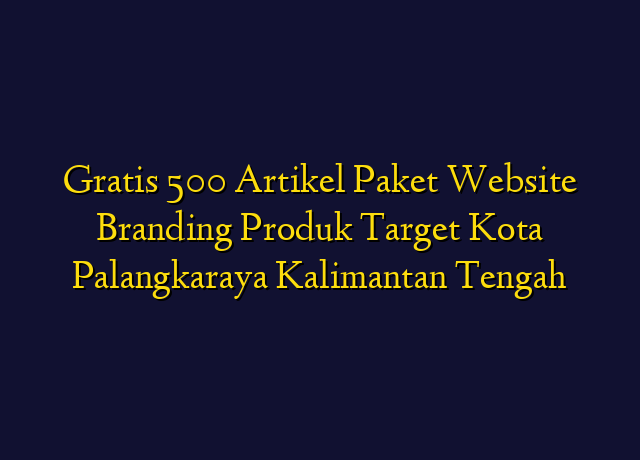 Gratis 500 Artikel Paket Website
Branding Produk Target Kota
Palangkaraya Kalimantan Tengah